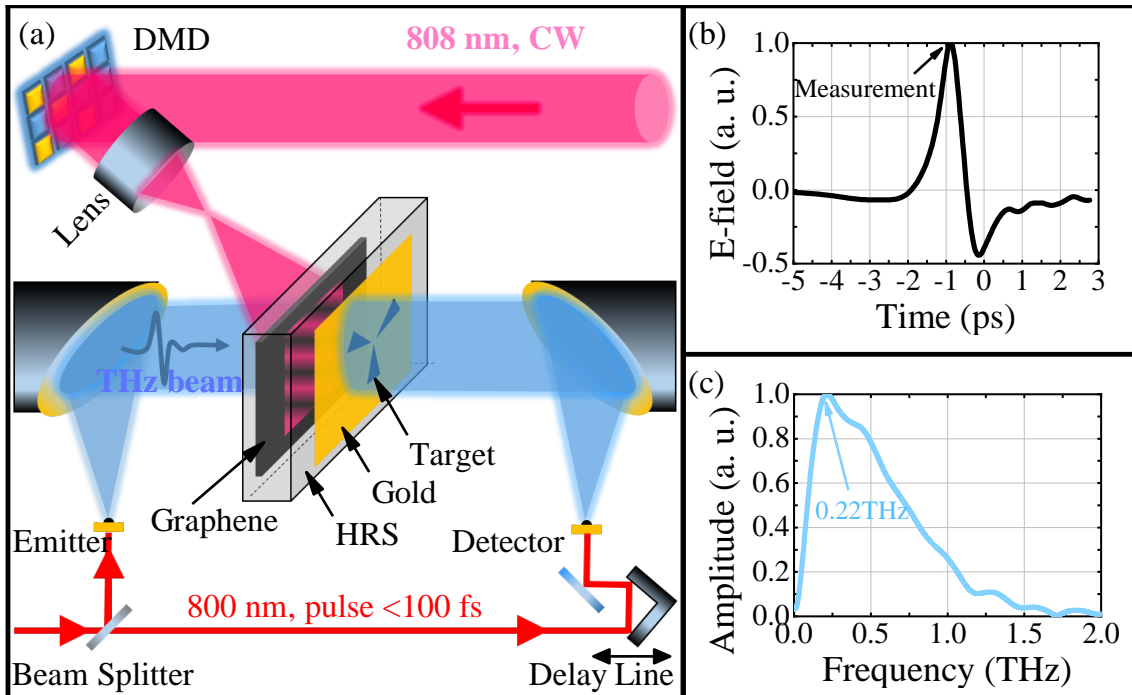 (a)
DMD
808 nm, CW
Lens
THz beam
Target
Gold
Graphene
HRS
Emitter
Detector
800 nm, pulse <100 fs
Beam Splitter
Delay Line
(b)
1.0
Measurement
0.5
0.0
-0.5
E-field (a. u.)
-5 -4 -3 -2 -1 0 1 2 3
Time (ps)
(c)
1.0
0.8
0.6
0.4
0.2
0.0
Amplitude (a. u.)
0.22THz
0.0 0.5 1.0 1.5 2.0
Frequency (THz)